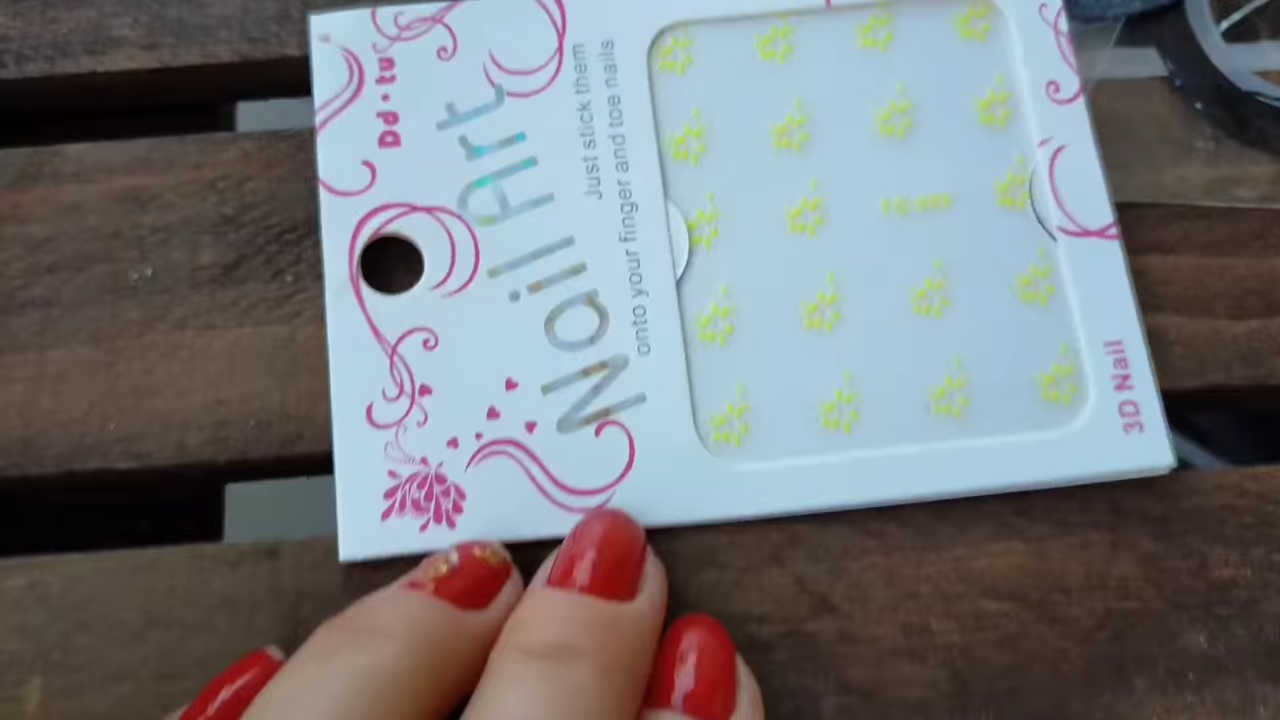 Dd•tu
Nail Art
Just stick them
onto your finger and toe nails
3D Nail